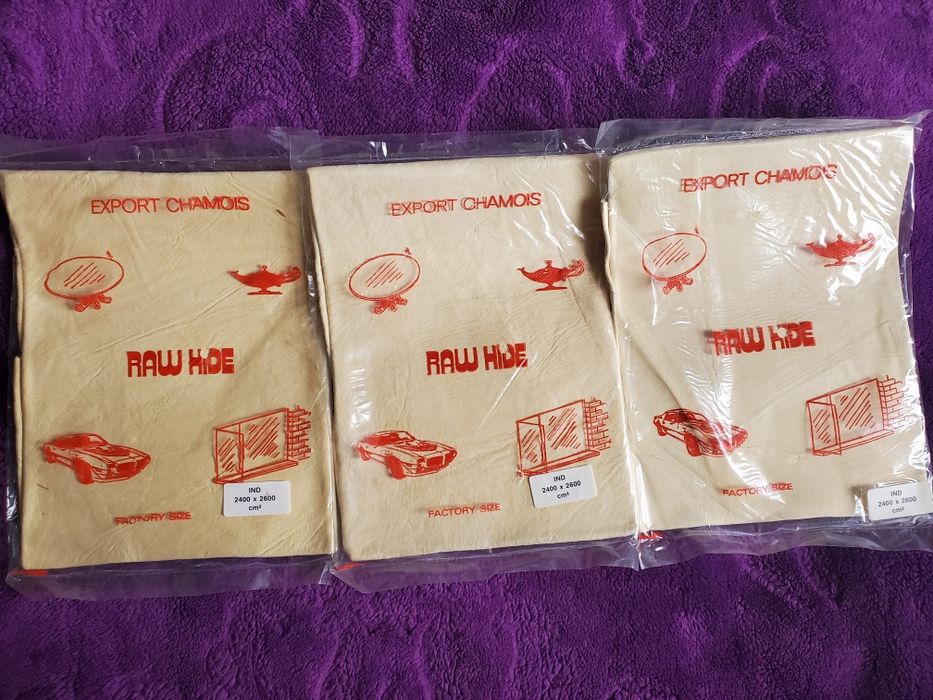 EXPORT CHAMOIS
RAW HIDE
IND
2400 x 2600
cm²
FACTORY SIZE
EXPORT CHAMOIS
RAW HIDE
IND
2400 x 2600
cm²
FACTORY SIZE
EXPORT CHAMOIS
RAW HIDE
FACTORY SIZE
IND
2400 x 2600
cm²